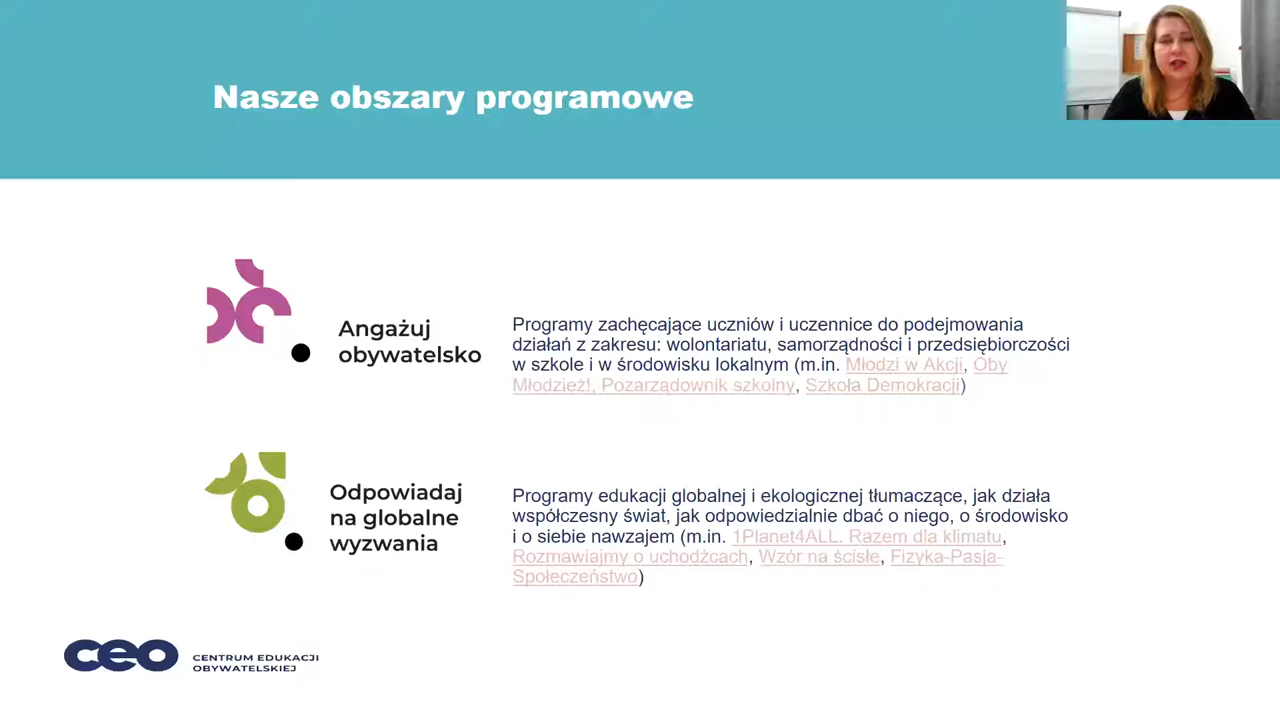 Nasze obszary programowe
Angażuj
obywatelsko
Programy zachęcające uczniów i uczennice do podejmowania
działań z zakresu: wolontariatu, samorządności i przedsiębiorczości
w szkole i w środowisku lokalnym (m.in. Młodzi w Akcji, Oby
Młodzież!, Pozarządownik szkolny, Szkoła Demokracji)
Odpowiadaj
na globalne
wyzwania
Programy edukacji globalnej i ekologicznej tłumaczące, jak działa
współczesny świat, jak odpowiedzialnie dbać o niego, o środowisko
i o siebie nawzajem (m.in. 1Planet4ALL. Razem dla klimatu,
Rozmawiajmy o uchodźcach, Wzór na ścisłe, Fizyka-Pasja-
Społeczeństwo)
ceo
CENTRUM EDUKACJI
OBYWATELSKIEJ